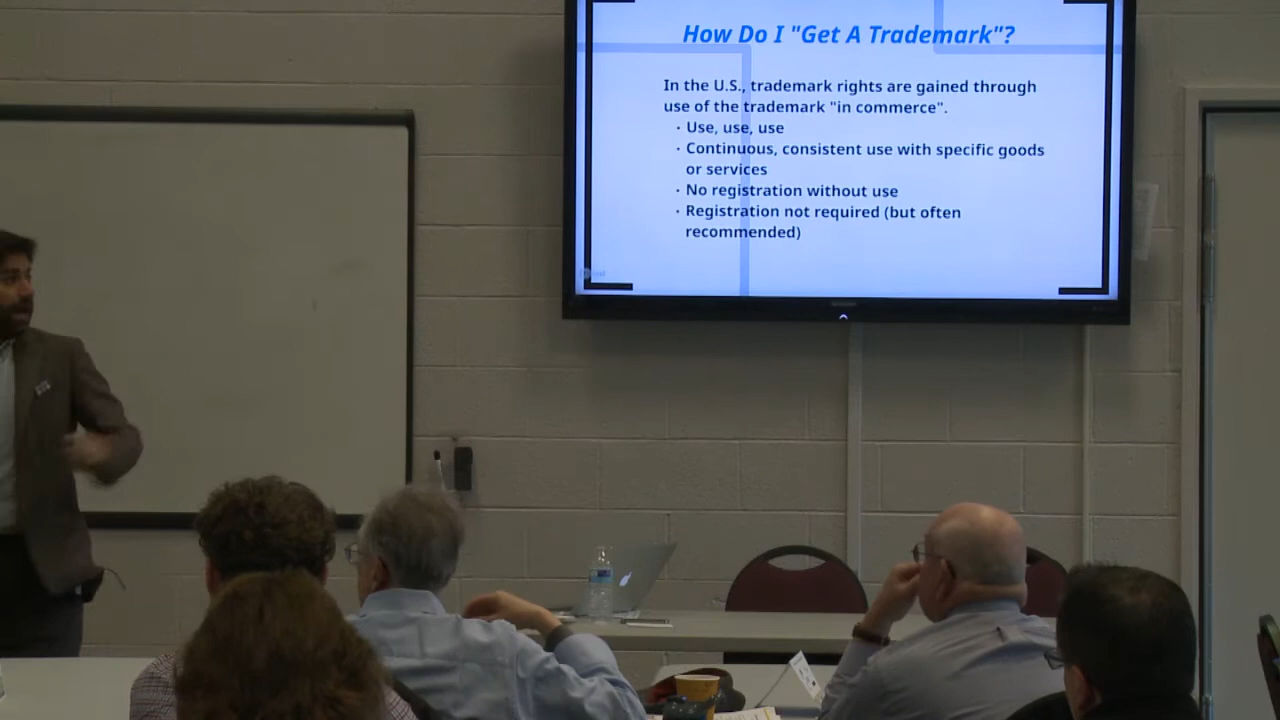 How Do I "Get A Trademark"?
In the U.S., trademark rights are gained through
use of the trademark "in commerce".
· Use, use, use
· Continuous, consistent use with specific goods
or services
· No registration without use
· Registration not required (but often
recommended)